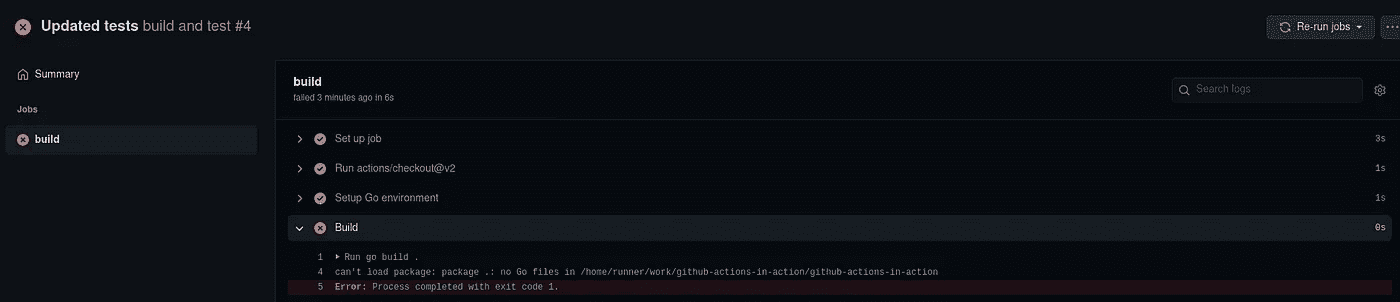 Updated tests build and test #4
Re-run jobs
Summary
build
failed 3 minutes ago in 6s
Search logs
Jobs
build
Set up job 3s
Run actions/checkout@v2 1s
Setup Go environment 1s
Build 0s
1 Run go build .
4 can't load package: package .: no Go files in /home/runner/work/github-actions-in-action/github-actions-in-action
5 Error: Process completed with exit code 1.